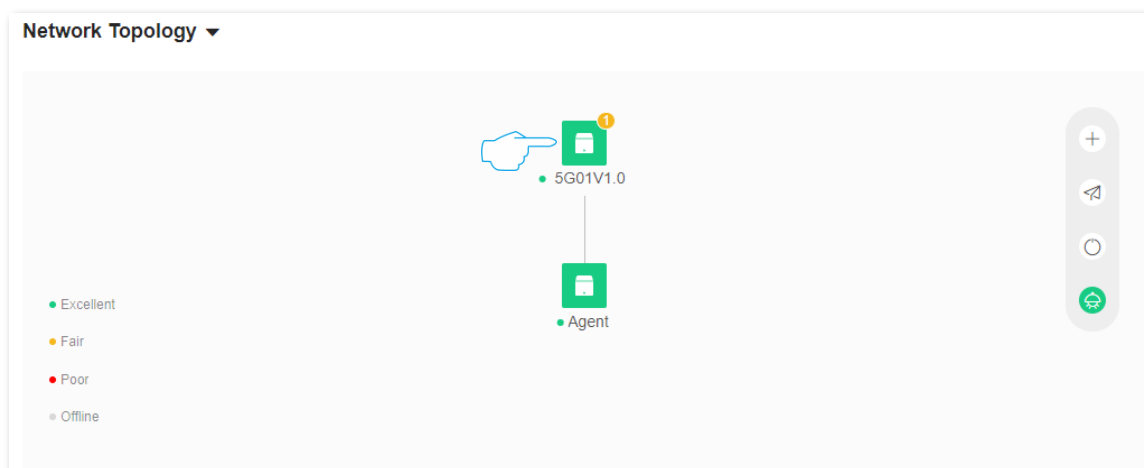 Network Topology
1
5G01V1.0
Agent
Excellent
Fair
Poor
Offline